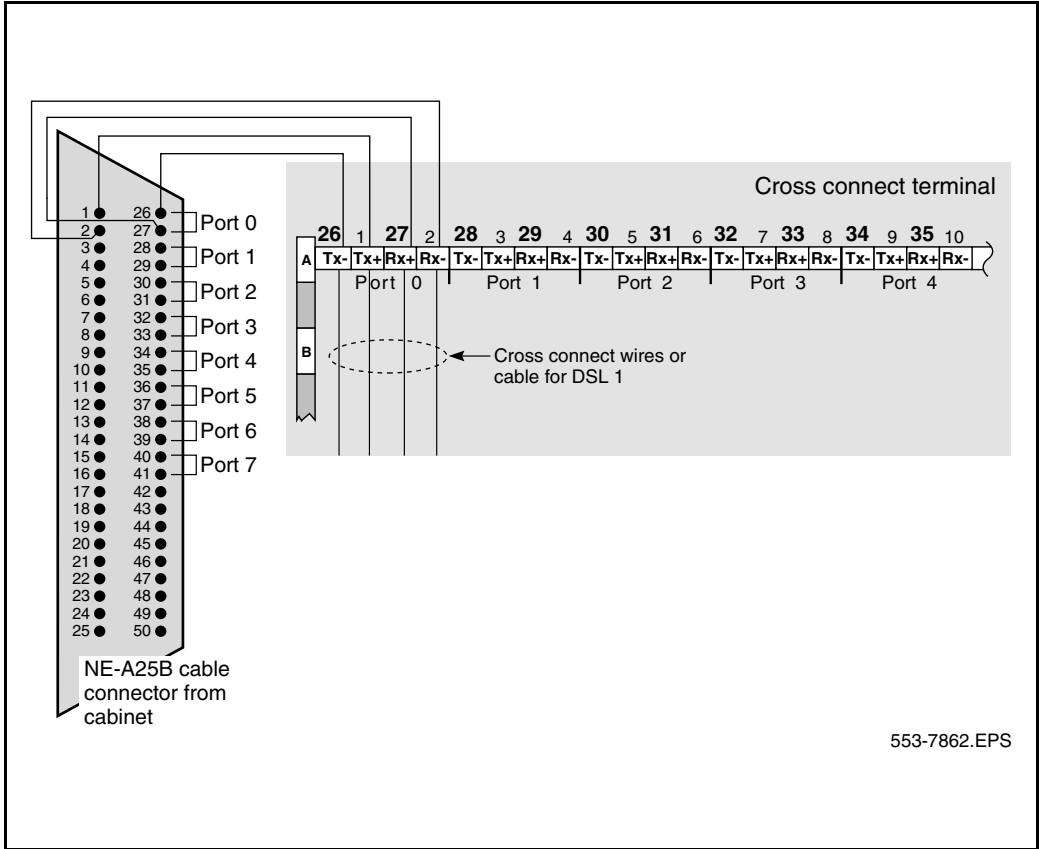 Cross connect terminal
26 1 27 2 28 3 29 4 30 5 31 6 32 7 33 8 34 9 35 10
A Tx- Tx+ Rx+ Rx- Tx- Tx+ Rx+ Rx- Tx- Tx+ Rx+ Rx- Tx- Tx+ Rx+ Rx- Tx- Tx+ Rx+ Rx-
Port 0 Port 1 Port 2 Port 3 Port 4
B
Cross connect wires or
cable for DSL 1
1 26
2 27
Port 0
3 28
4 29
Port 1
5 30
6 31
Port 2
7 32
8 33
Port 3
9 34
10 35
Port 4
11 36
12 37
Port 5
13 38
14 39
Port 6
15 40
16 41
Port 7
17 42
18 43
19 44
20 45
21 46
22 47
23 48
24 49
25 50
NE-A25B cable
connector from
cabinet
553-7862.EPS